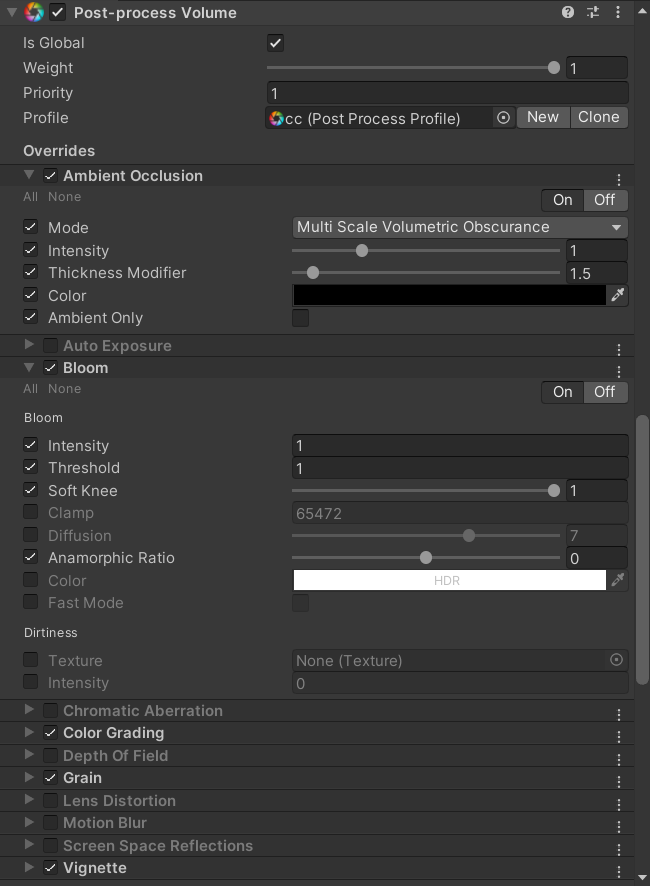 Post-process Volume
Is Global
Weight 1
Priority 1
Profile cc (Post Process Profile) New Clone
Overrides
Ambient Occlusion
All None On Off
Mode Multi Scale Volumetric Obscurance
Intensity 1
Thickness Modifier 1.5
Color
Ambient Only
Auto Exposure
Bloom
All None On Off
Bloom
Intensity 1
Threshold 1
Soft Knee 1
Clamp 65472
Diffusion 7
Anamorphic Ratio 0
Color HDR
Fast Mode
Dirtiness
Texture None (Texture)
Intensity 0
Chromatic Aberration
Color Grading
Depth Of Field
Grain
Lens Distortion
Motion Blur
Screen Space Reflections
Vignette